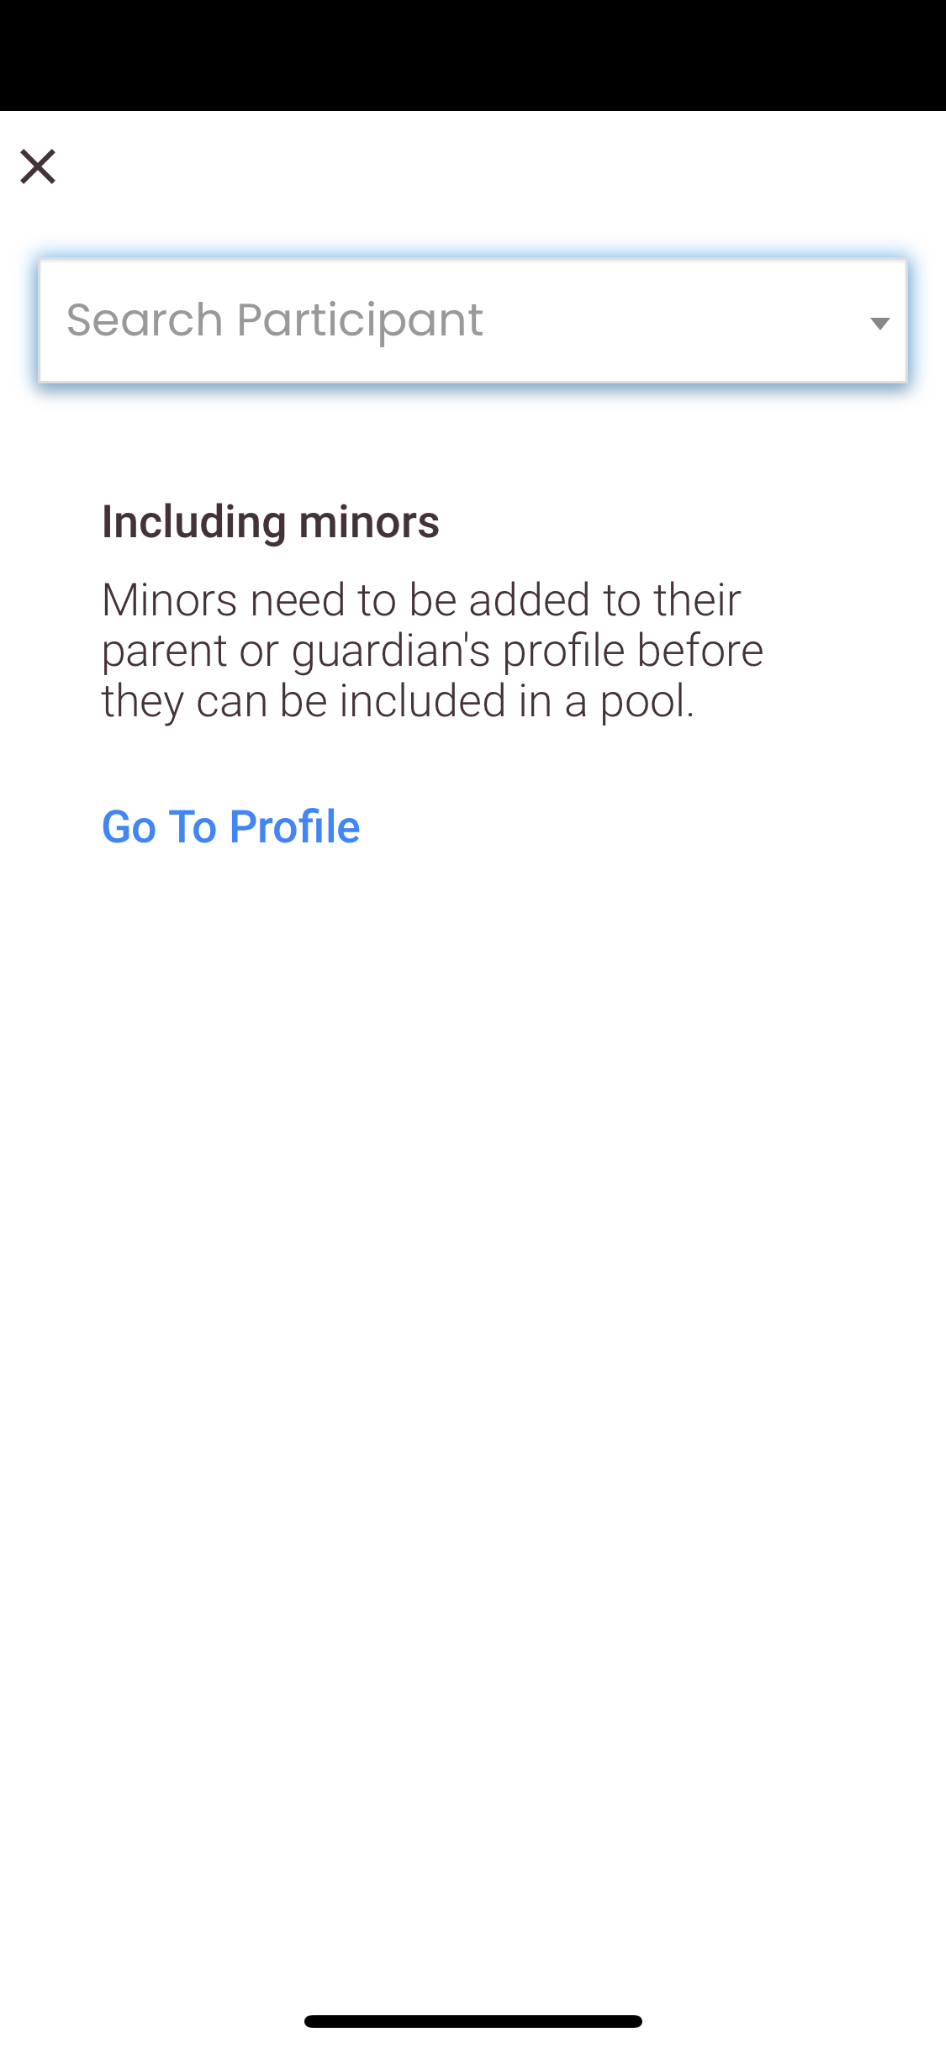 Search Participant
Including minors
Minors need to be added to their
parent or guardian's profile before
they can be included in a pool.
Go To Profile